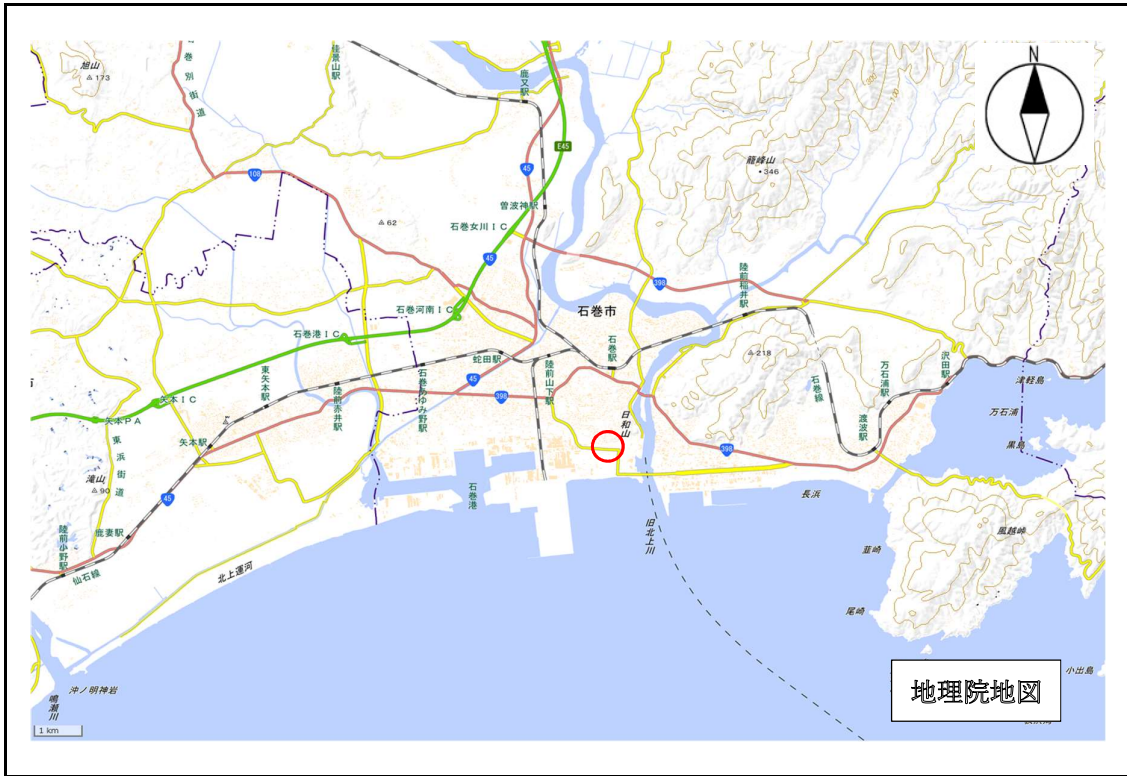 旭山
173
巻別街道
佳景山駅
鹿又駅
N
E45
108
45
籠峰山
346
曽波神駅
62
石巻女川IC
45
398
陸前稲井駅
石巻河南IC
石巻市
石巻港IC
石巻駅
蛇田駅
陸前山下駅
218
万石浦駅
沢田駅
津軽島
東矢本駅
陸前赤井駅
石巻あゆみ野駅
45
398
石巻線
万石浦
矢本IC
矢本PA
日和山
渡波駅
黒島
東浜街道
矢本駅
398
滝山
90
45
石巻港
長浜
旧北上川
風越峠
鹿妻駅
陸前小野駅
仙石線
北上運河
韮崎
尾崎
小出島
沖ノ明神岩
鳴瀬川
地理院地図
1 km